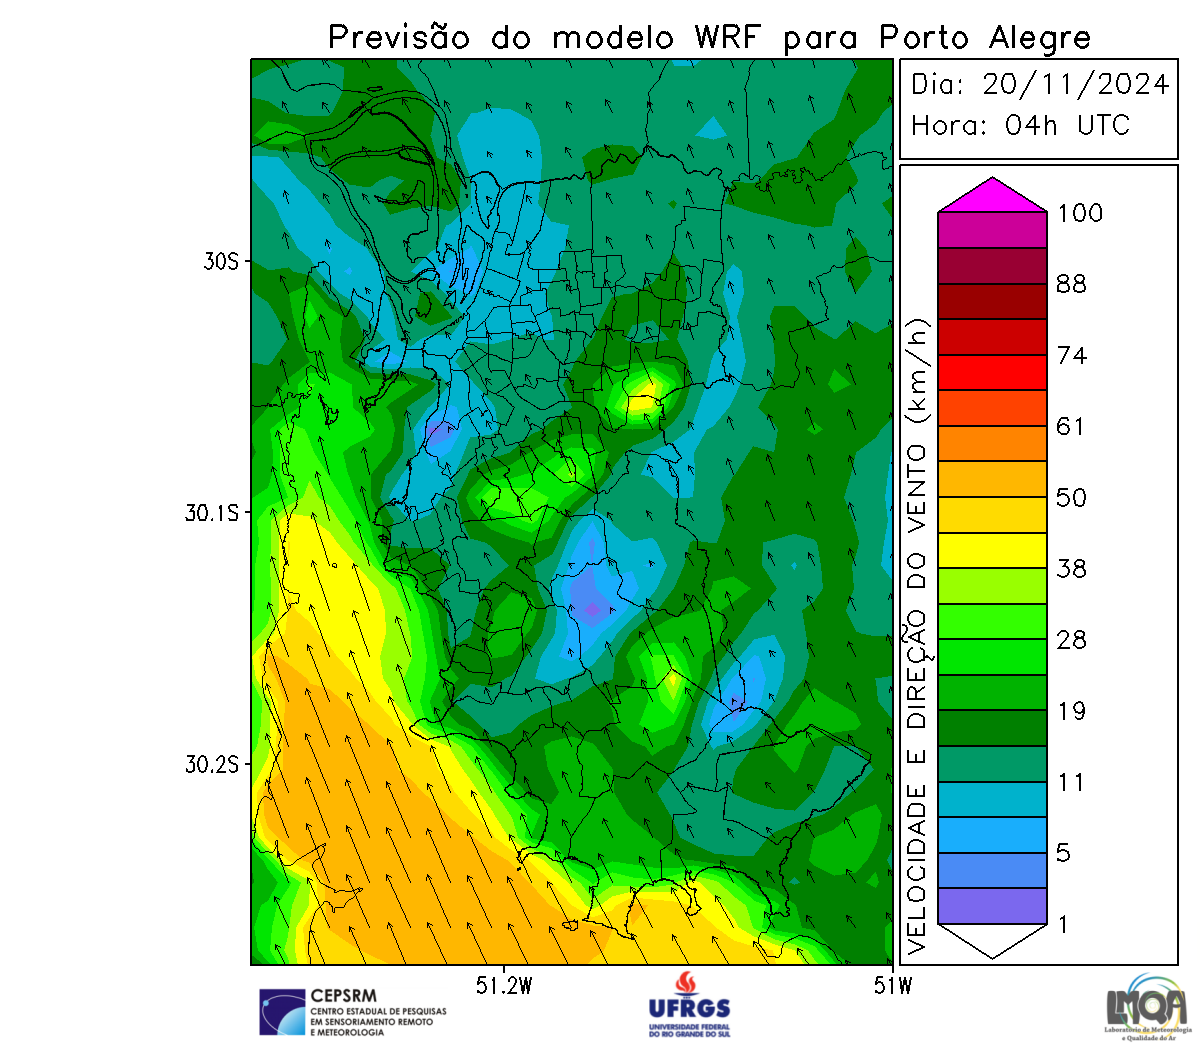 Previsão do modelo WRF para Porto Alegre
Dia: 20/11/2024
Hora: 04h UTC
30S
30.1S
30.2S
51.2W
51W
VELOCIDADE E DIREÇÃO DO VENTO (km/h)
100
88
74
61
50
38
28
19
11
5
1
CEPSRM
CENTRO ESTADUAL DE PESQUISAS
EM SENSORIAMENTO REMOTO
E METEOROLOGIA
UFRGS
UNIVERSIDADE FEDERAL
DO RIO GRANDE DO SUL
LMQA
Laboratório de Meteorologia
e Qualidade do Ar